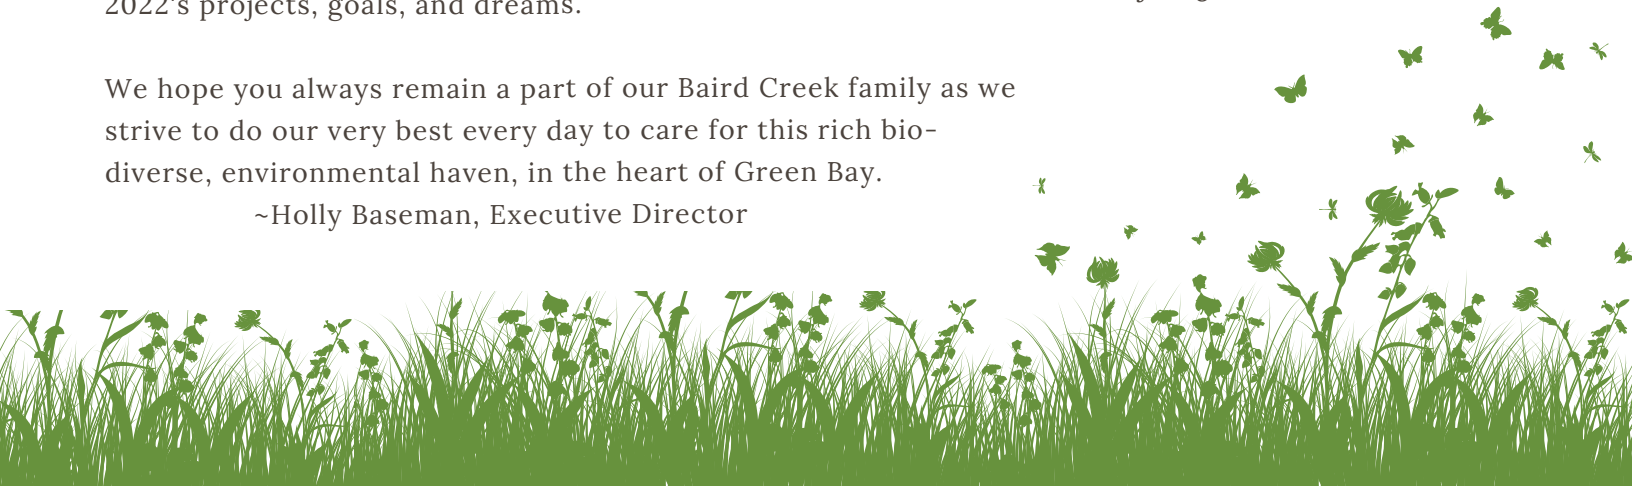 2022's projects, goals, and dreams.
We hope you always remain a part of our Baird Creek family as we
strive to do our very best every day to care for this rich bio-
diverse, environmental haven, in the heart of Green Bay.
~Holly Baseman, Executive Director